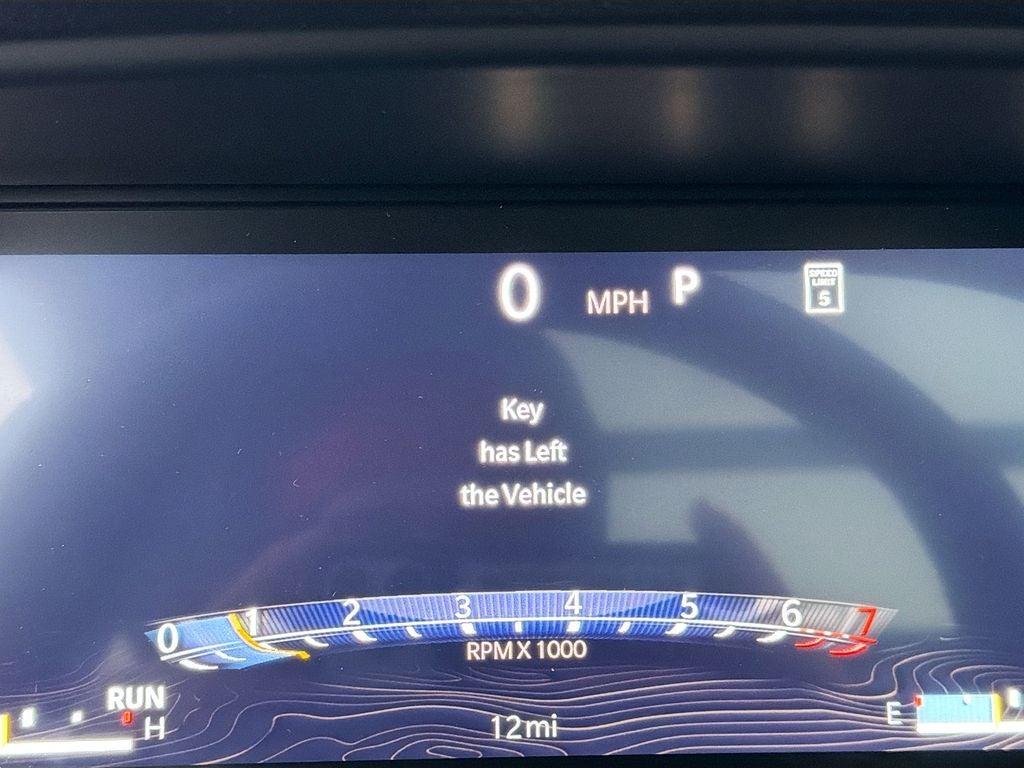 0 MPH P
SPEED
LIMIT
5
Key
has Left
the Vehicle
0 1 2 3 4 5 6 7
RPM X 1000
RUN
H
12mi
E